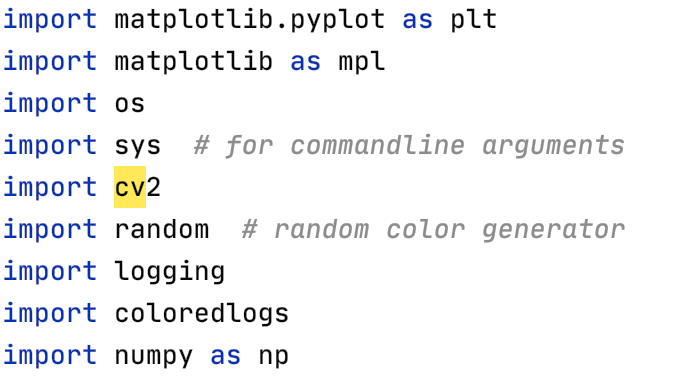 import matplotlib.pyplot as plt
import matplotlib as mpl
import os
import sys  # for commandline arguments
import cv2
import random  # random color generator
import logging
import coloredlogs
import numpy as np